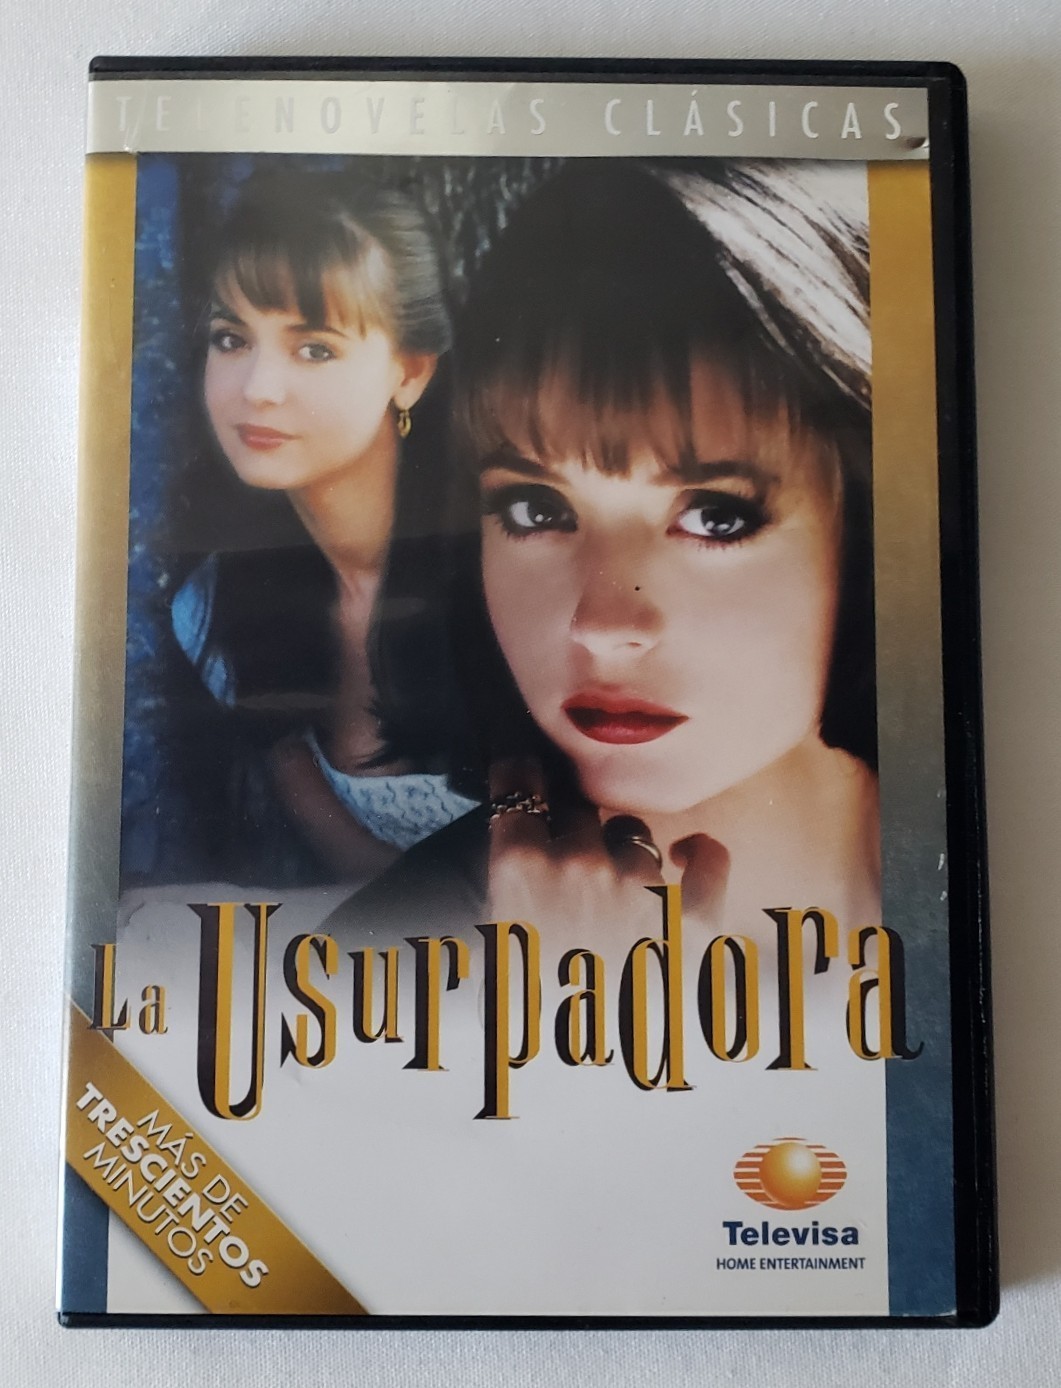 TELENOVELAS CLÁSICAS
La Usurpadora
MÁS DE
TRESCIENTOS
MINUTOS
Televisa
HOME ENTERTAINMENT